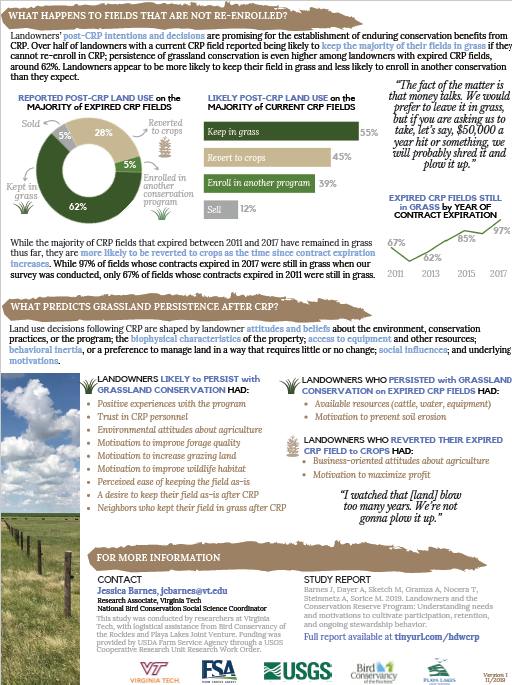 WHAT HAPPENS TO FIELDS THAT ARE NOT RE-ENROLLED?
Landowners' post-CRP intentions and decisions are promising for the establishment of enduring conservation benefits from
CRP. Over half of landowners with a current CRP field reported being likely to keep the majority of their fields in grass if they
cannot re-enroll in CRP; persistence of grassland conservation is even higher among landowners with expired CRP fields,
around 62%. Landowners appear to be more likely to keep their field in grass and less likely to enroll in another conservation
than they expect.
REPORTED POST-CRP LAND USE on the
MAJORITY of EXPIRED CRP FIELDS
Sold
5%
28%
Reverted
to crops
5%
Enrolled in
another
conservation
program
Kept in
grass
62%
LIKELY POST-CRP LAND USE on the
MAJORITY of CURRENT CRP FIELDS
Keep in grass
55%
Revert to crops
45%
Enroll in another program
39%
Sell
12%
"The fact of the matter is
that money talks. We would
prefer to leave it in grass,
but if you are asking us to
take, let's say, $50,000 a
year hit or something, we
will probably shred it and
plow it up."
EXPIRED CRP FIELDS STILL
in GRASS by YEAR OF
CONTRACT EXPIRATION
67%
62%
85%
97%
2011
2013
2015
2017
While the majority of CRP fields that expired between 2011 and 2017 have remained in grass
thus far, they are more likely to be reverted to crops as the time since contract expiration
increases. While 97% of fields whose contracts expired in 2017 were still in grass when our
survey was conducted, only 67% of fields whose contracts expired in 2011 were still in grass.
WHAT PREDICTS GRASSLAND PERSISTENCE AFTER CRP?
Land use decisions following CRP are shaped by landowner attitudes and beliefs about the environment, conservation
practices, or the program; the biophysical characteristics of the property; access to equipment and other resources;
behavioral inertia, or a preference to manage land in a way that requires little or no change; social influences; and underlying
motivations.
LANDOWNERS LIKELY to PERSIST with
GRASSLAND CONSERVATION HAD:
• Positive experiences with the program
• Trust in CRP personnel
• Environmental attitudes about agriculture
• Motivation to improve forage quality
• Motivation to increase grazing land
• Motivation to improve wildlife habitat
• Perceived ease of keeping the field as-is
• A desire to keep their field as-is after CRP
• Neighbors who kept their field in grass after CRP
LANDOWNERS WHO PERSISTED with GRASSLAND
CONSERVATION on EXPIRED CRP FIELDS HAD:
• Available resources (cattle, water, equipment)
• Motivation to prevent soil erosion
LANDOWNERS WHO REVERTED THEIR EXPIRED
CRP FIELD to CROPS HAD:
• Business-oriented attitudes about agriculture
• Motivation to maximize profit
"I watched that [land] blow
too many years. We're not
gonna plow it up."
FOR MORE INFORMATION
CONTACT
Jessica Barnes, jcbarnes@vt.edu
Research Associate, Virginia Tech
National Bird Conservation Social Science Coordinator
This study was conducted by researchers at Virginia
Tech, with logistical assistance from Bird Conservancy of
the Rockies and Playa Lakes Joint Venture. Funding was
provided by USDA Farm Service Agency through a USGS
Cooperative Research Unit Research Work Order.
STUDY REPORT
Barnes J, Dayer A, Sketch M, Gramza A, Nocera T,
Steinmetz A, Sorice M. 2019. Landowners and the
Conservation Reserve Program: Understanding needs
and motivations to cultivate participation, retention,
and ongoing stewardship behavior.
Full report available at tinyurl.com/hdwcrp
VIRGINIA TECH
FSA
USGS
Bird
Conservancy
of the Rockies
PLAYA LAKES
Version 1
11/2019